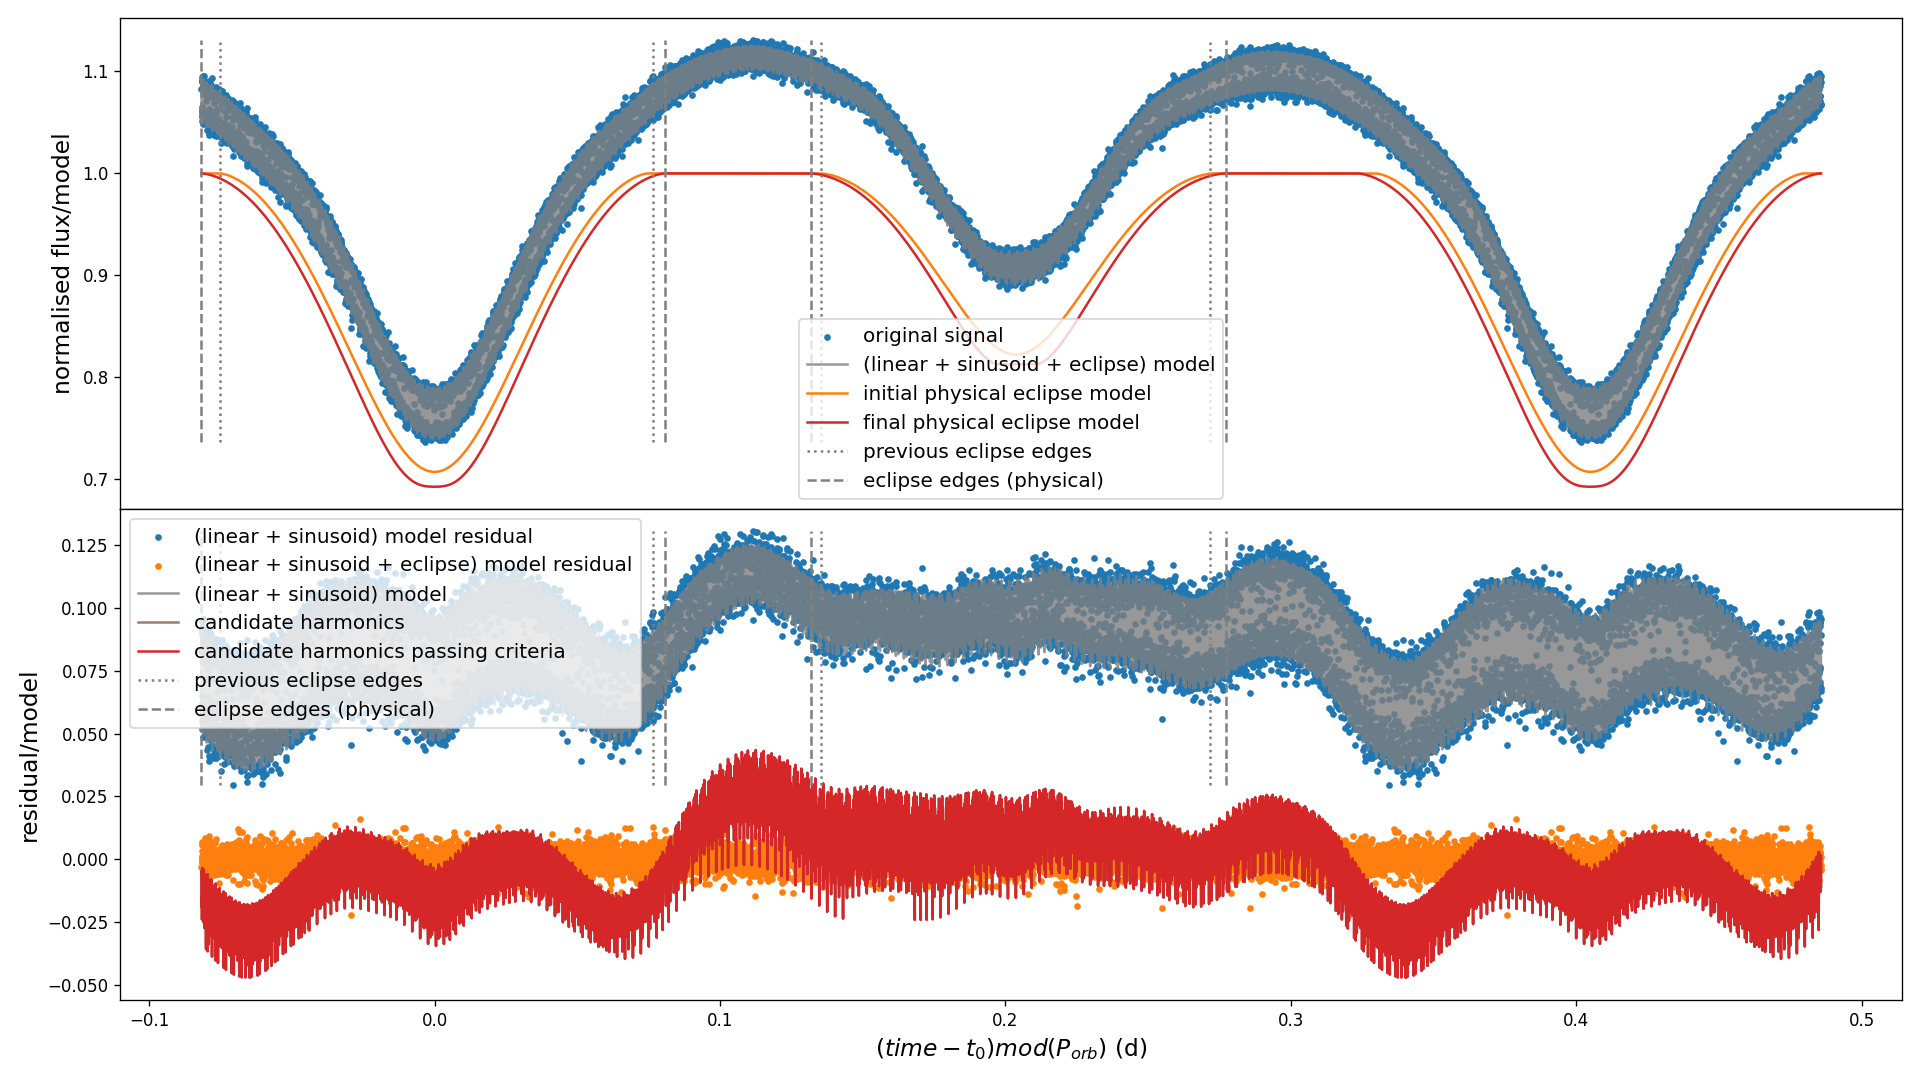 normalised flux/model
1.1
1.0
0.9
0.8
0.7
original signal
(linear + sinusoid + eclipse) model
initial physical eclipse model
final physical eclipse model
previous eclipse edges
eclipse edges (physical)
residual/model
0.125
0.100
0.075
0.050
0.025
0.000
−0.025
−0.050
(linear + sinusoid) model residual
(linear + sinusoid + eclipse) model residual
(linear + sinusoid) model
candidate harmonics
candidate harmonics passing criteria
previous eclipse edges
eclipse edges (physical)
−0.1 0.0 0.1 0.2 0.3 0.4 0.5
(time − t₀)mod(Pₒᵣᵦ) (d)